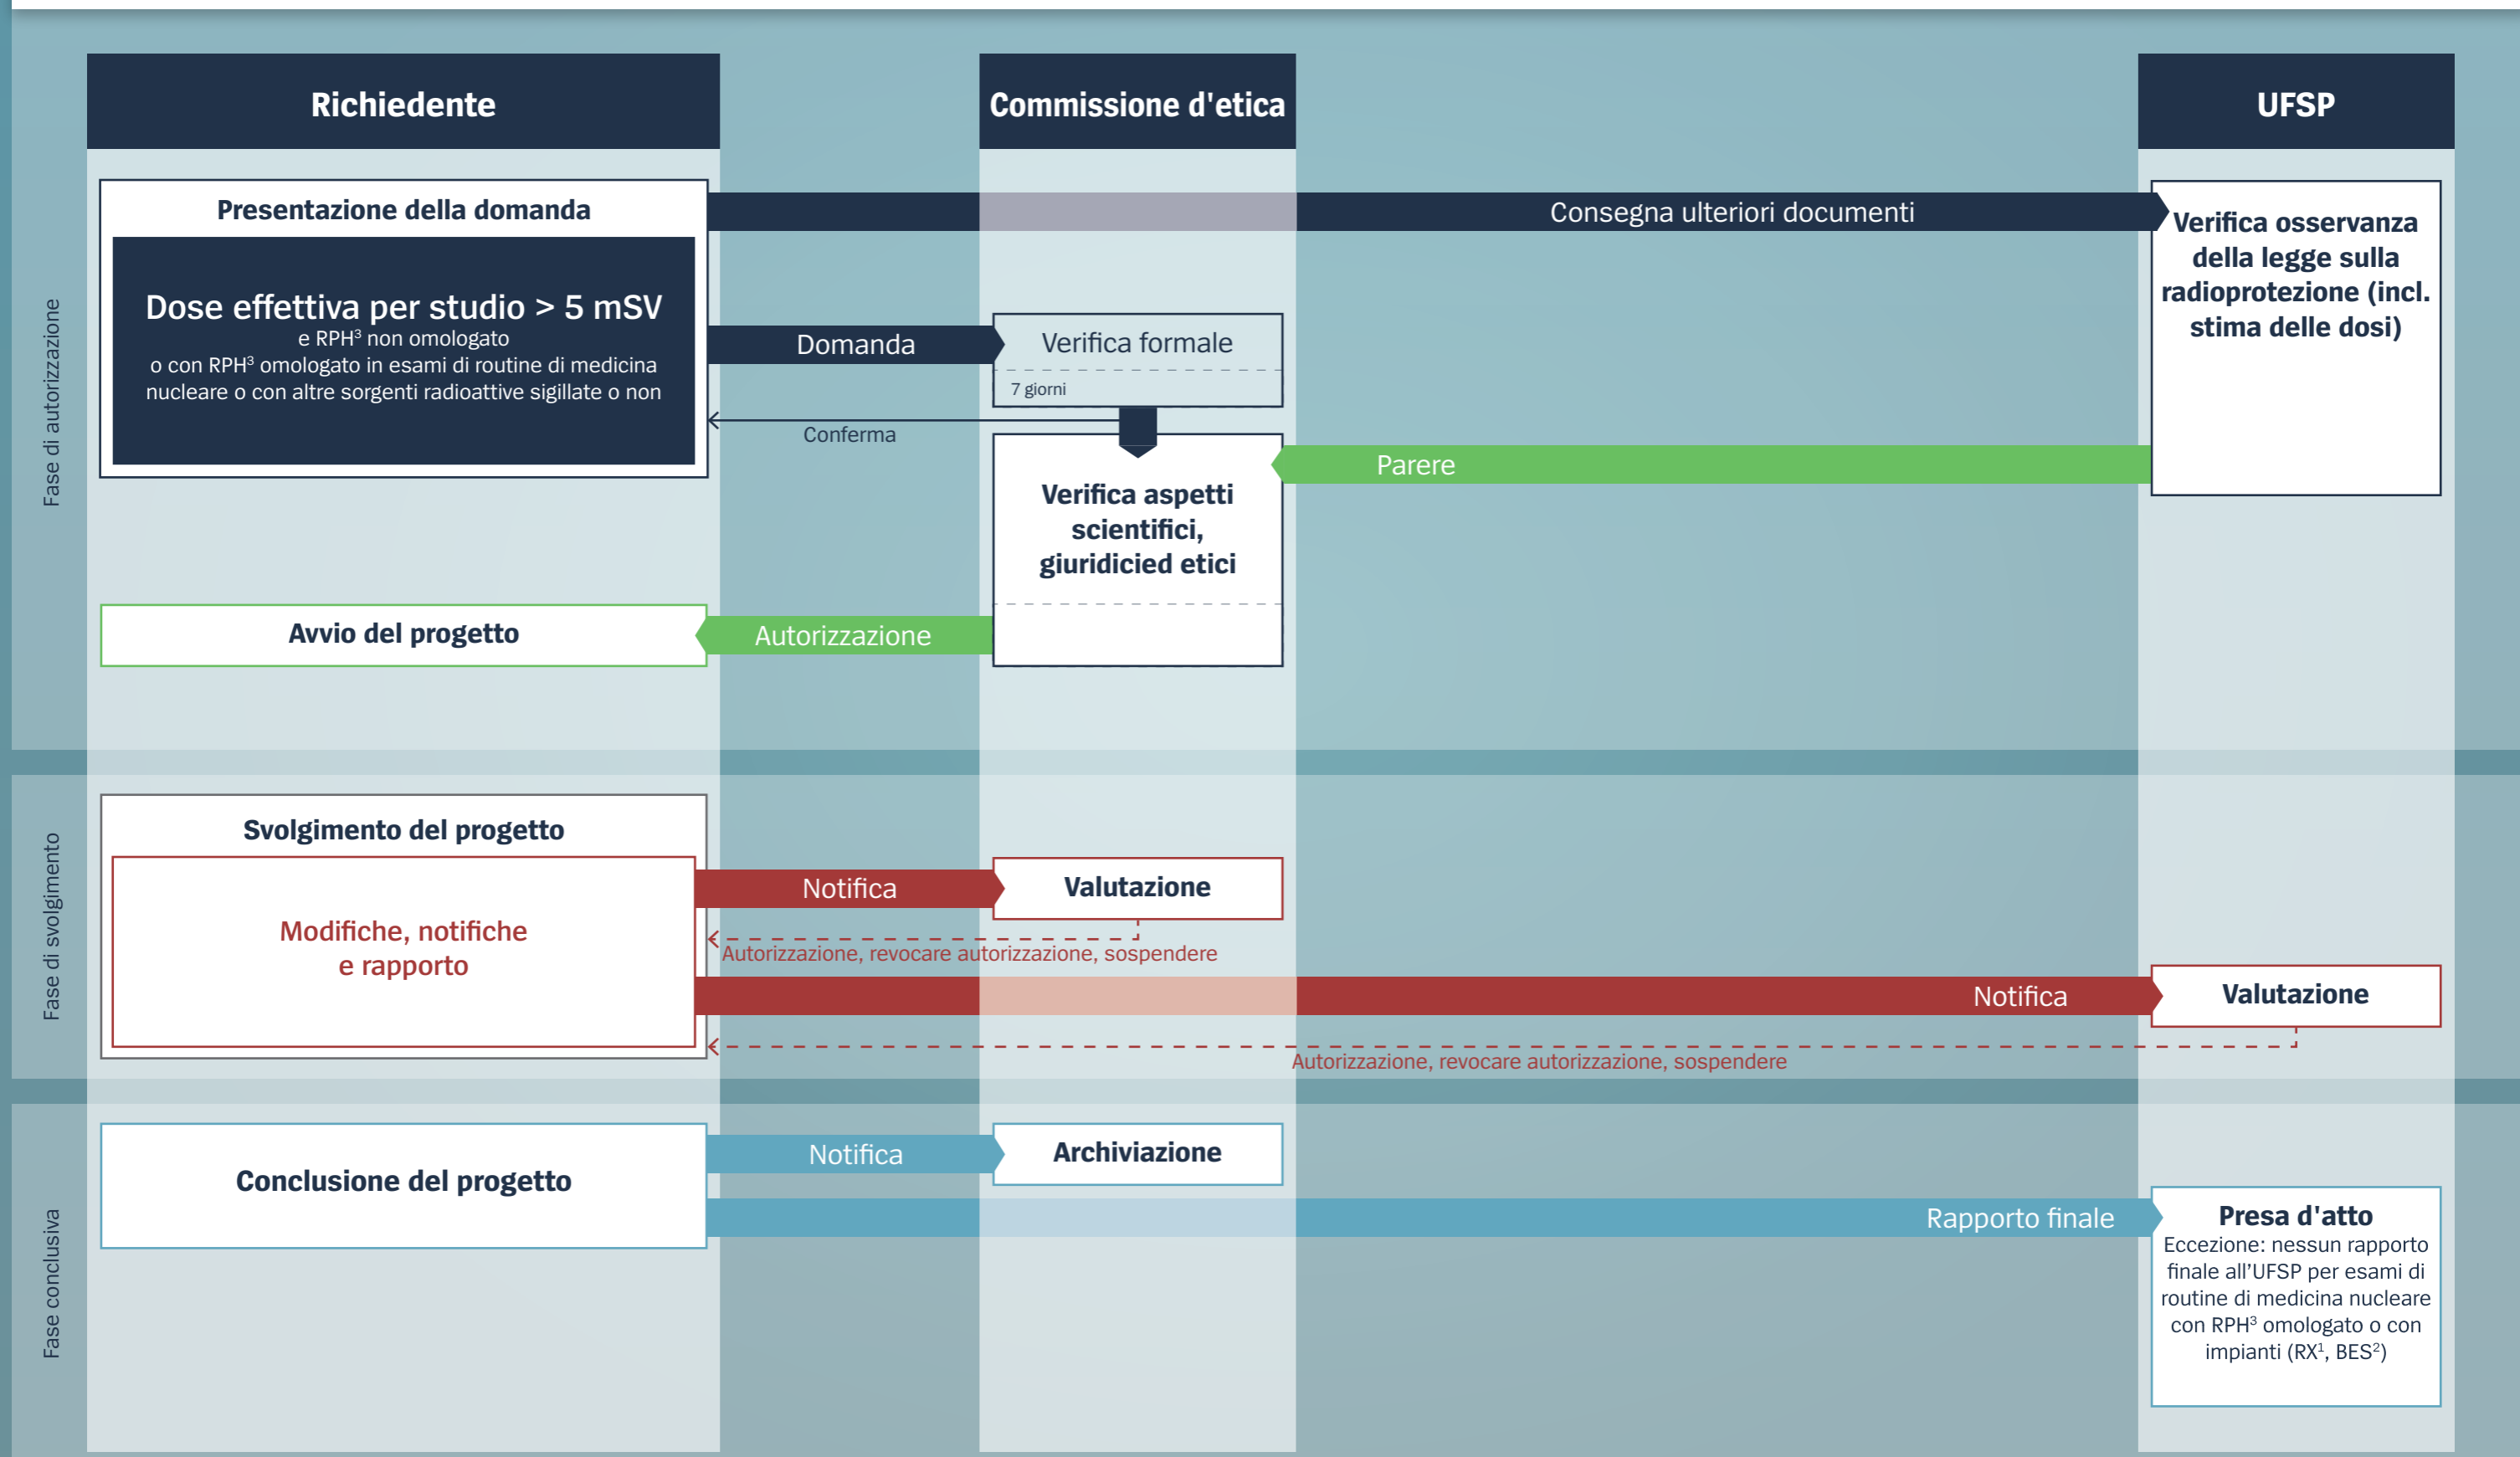 Richiedente
Commissione d'etica
UFSP
Fase di autorizzazione
Presentazione della domanda
Dose effettiva per studio > 5 mSV
e RPH³ non omologato
o con RPH³ omologato in esami di routine di medicina
nucleare o con altre sorgenti radioattive sigillate o non
Consegna ulteriori documenti
Verifica osservanza
della legge sulla
radioprotezione (incl.
stima delle dosi)
Domanda
Verifica formale
7 giorni
Conferma
Parere
Verifica aspetti
scientifici,
giuridicied etici
Autorizzazione
Avvio del progetto
Fase di svolgimento
Svolgimento del progetto
Modifiche, notifiche
e rapporto
Notifica
Valutazione
Autorizzazione, revocare autorizzazione, sospendere
Notifica
Valutazione
Autorizzazione, revocare autorizzazione, sospendere
Fase conclusiva
Conclusione del progetto
Notifica
Archiviazione
Rapporto finale
Presa d'atto
Eccezione: nessun rapporto
finale all’UFSP per esami di
routine di medicina nucleare
con RPH³ omologato o con
impianti (RX¹, BES²)